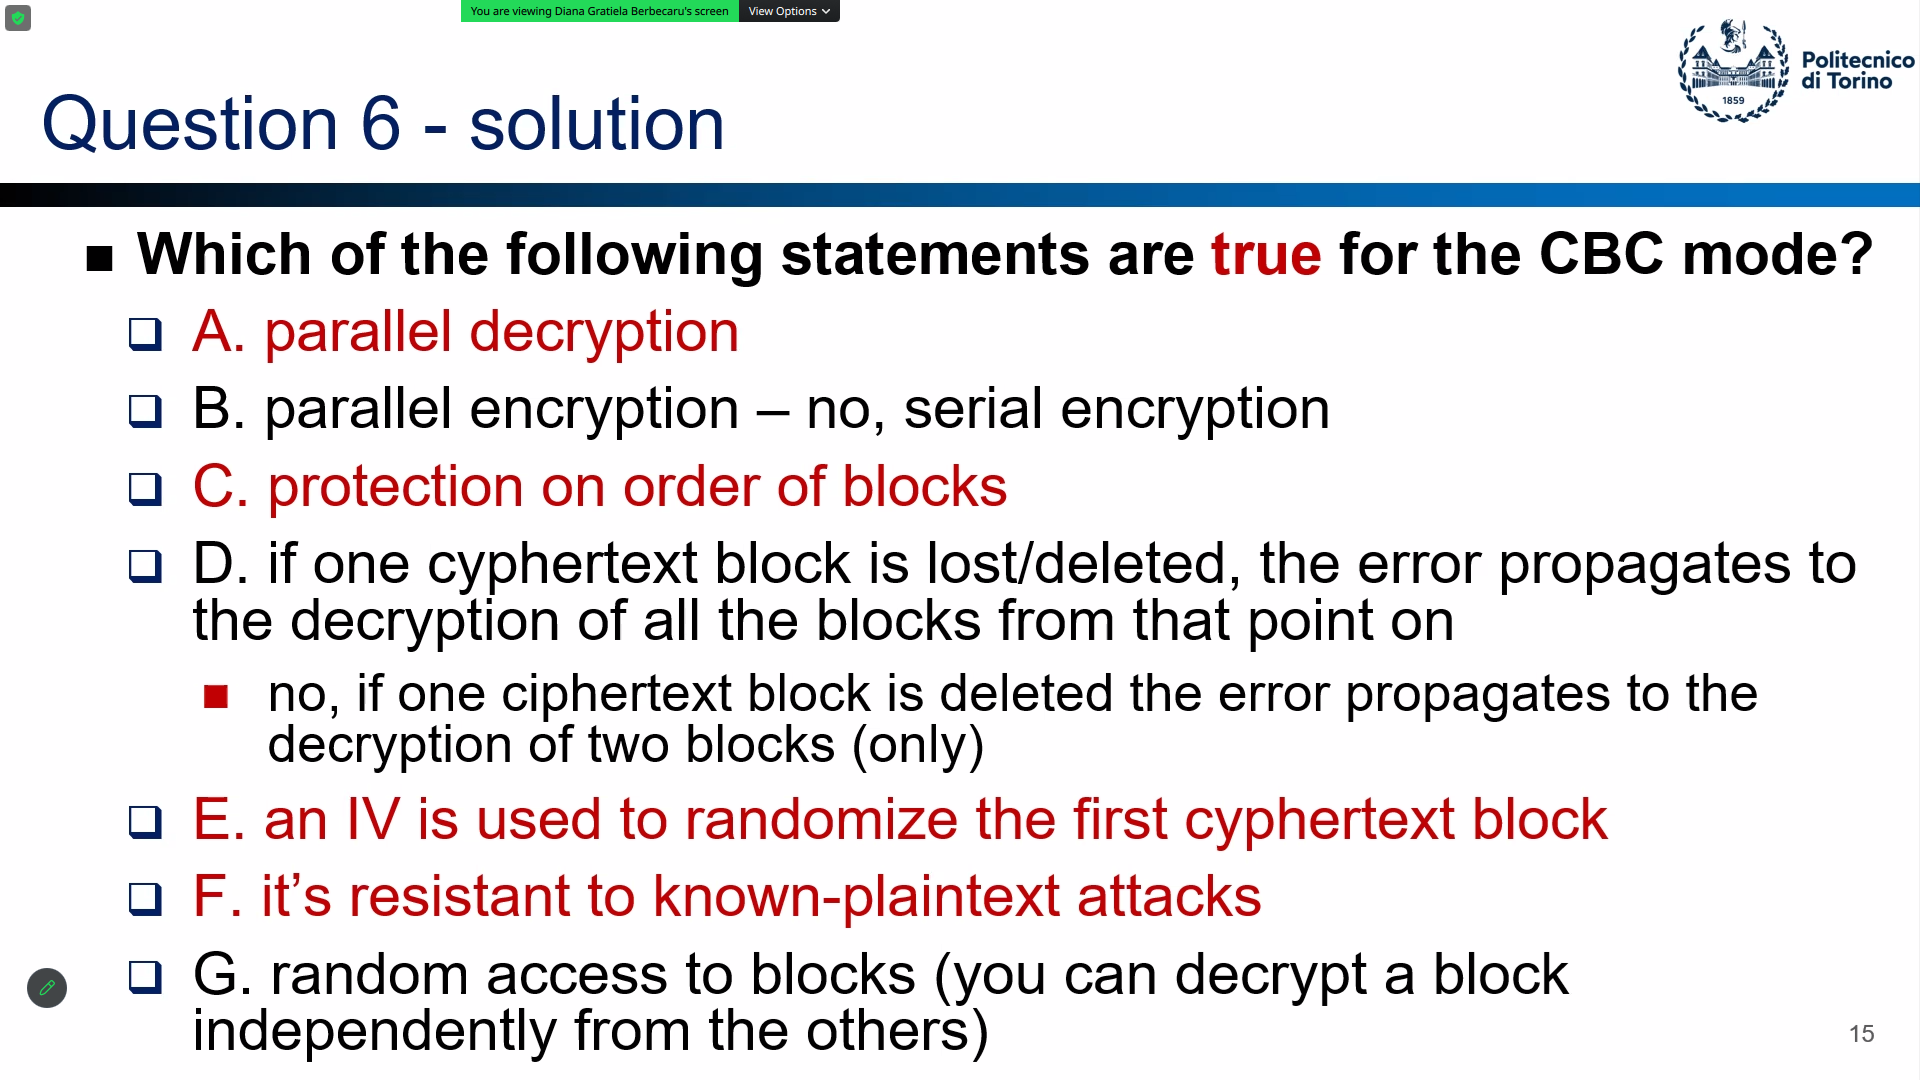 You are viewing Diana Gratiela Berbecaru's screen
View Options
Politecnico
di Torino
1859
Question 6 - solution
■ Which of the following statements are true for the CBC mode?
❑ A. parallel decryption
❑ B. parallel encryption – no, serial encryption
❑ C. protection on order of blocks
❑ D. if one cyphertext block is lost/deleted, the error propagates to
the decryption of all the blocks from that point on
■ no, if one ciphertext block is deleted the error propagates to the
decryption of two blocks (only)
❑ E. an IV is used to randomize the first cyphertext block
❑ F. it’s resistant to known-plaintext attacks
❑ G. random access to blocks (you can decrypt a block
independently from the others)
15